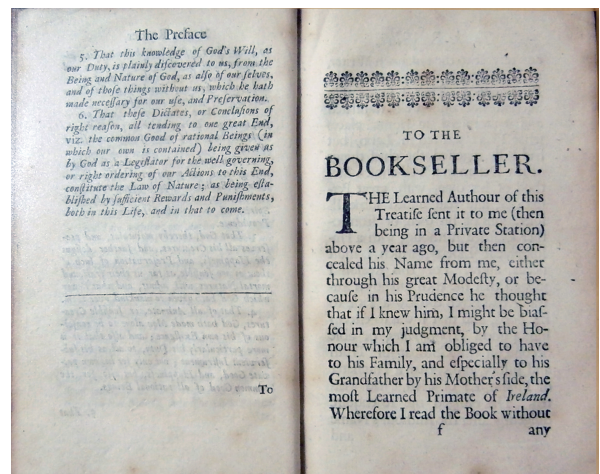 The Preface
5. That this knowledge of God's Will, as
our Duty, is plainly diſcovered to us, from the
Being and Nature of God, as alſo of our ſelves,
and of thoſe things without us, which he hath
made neceſſary for our uſe, and Preſervation.
6. That theſe Dictates, or Concluſions of
right reaſon, all tending to one great End,
viz. the common Good of rational Beings (in
which our own is contained) being given us
by God as a Legiſlator for the well governing,
or right ordering of our Actions to this End,
conſtitute the Law of Nature; as being eſta-
bliſhed by ſufficient Rewards and Puniſhments,
both in this Life, and in that to come.
To
TO THE
BOOKSELLER.
THE Learned Authour of this
Treatiſe ſent it to me (then
being in a Private Station)
above a year ago, but then con-
cealed his Name from me, either
through his great Modeſty, or be-
cauſe in his Prudence he thought
that if I knew him, I might be biaſ-
ſed in my judgment, by the Ho-
nour which I am obliged to have
to his Family, and eſpecially to his
Grandfather by his Mother's ſide, the
moſt Learned Primate of Ireland.
Wherefore I read the Book without
f any